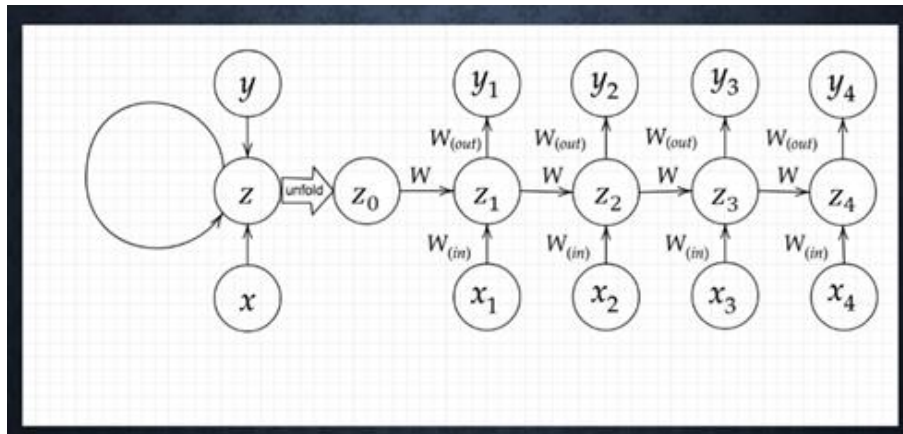 y y₁ y₂ y₃ y₄
W₍out₎ W₍out₎ W₍out₎ W₍out₎
W W W W
z unfold z₀ z₁ z₂ z₃ z₄
W₍in₎ W₍in₎ W₍in₎ W₍in₎
x x₁ x₂ x₃ x₄